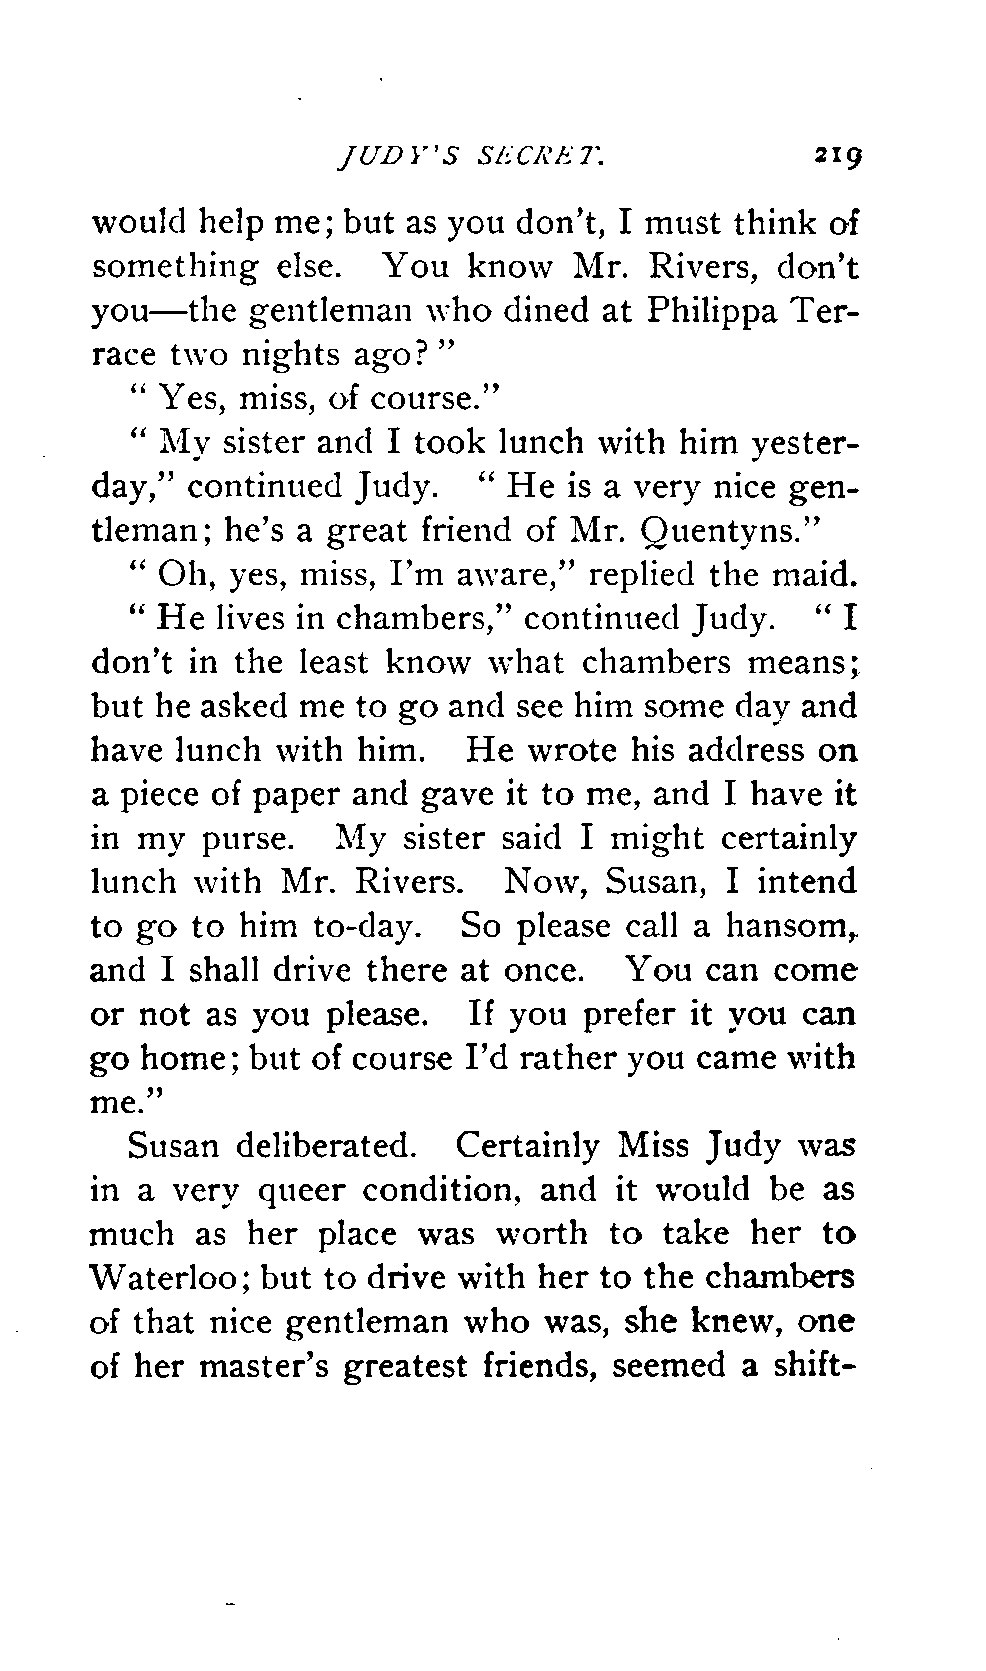 JUDY'S SECRET. 219
would help me; but as you don't, I must think of
something else. You know Mr. Rivers, don't
you—the gentleman who dined at Philippa Ter-
race two nights ago?"
"Yes, miss, of course."
"My sister and I took lunch with him yester-
day," continued Judy. "He is a very nice gen-
tleman; he's a great friend of Mr. Quentyns."
"Oh, yes, miss, I'm aware," replied the maid.
"He lives in chambers," continued Judy. "I
don't in the least know what chambers means;
but he asked me to go and see him some day and
have lunch with him. He wrote his address on
a piece of paper and gave it to me, and I have it
in my purse. My sister said I might certainly
lunch with Mr. Rivers. Now, Susan, I intend
to go to him to-day. So please call a hansom,
and I shall drive there at once. You can come
or not as you please. If you prefer it you can
go home; but of course I'd rather you came with
me."
Susan deliberated. Certainly Miss Judy was
in a very queer condition, and it would be as
much as her place was worth to take her to
Waterloo; but to drive with her to the chambers
of that nice gentleman who was, she knew, one
of her master's greatest friends, seemed a shift-